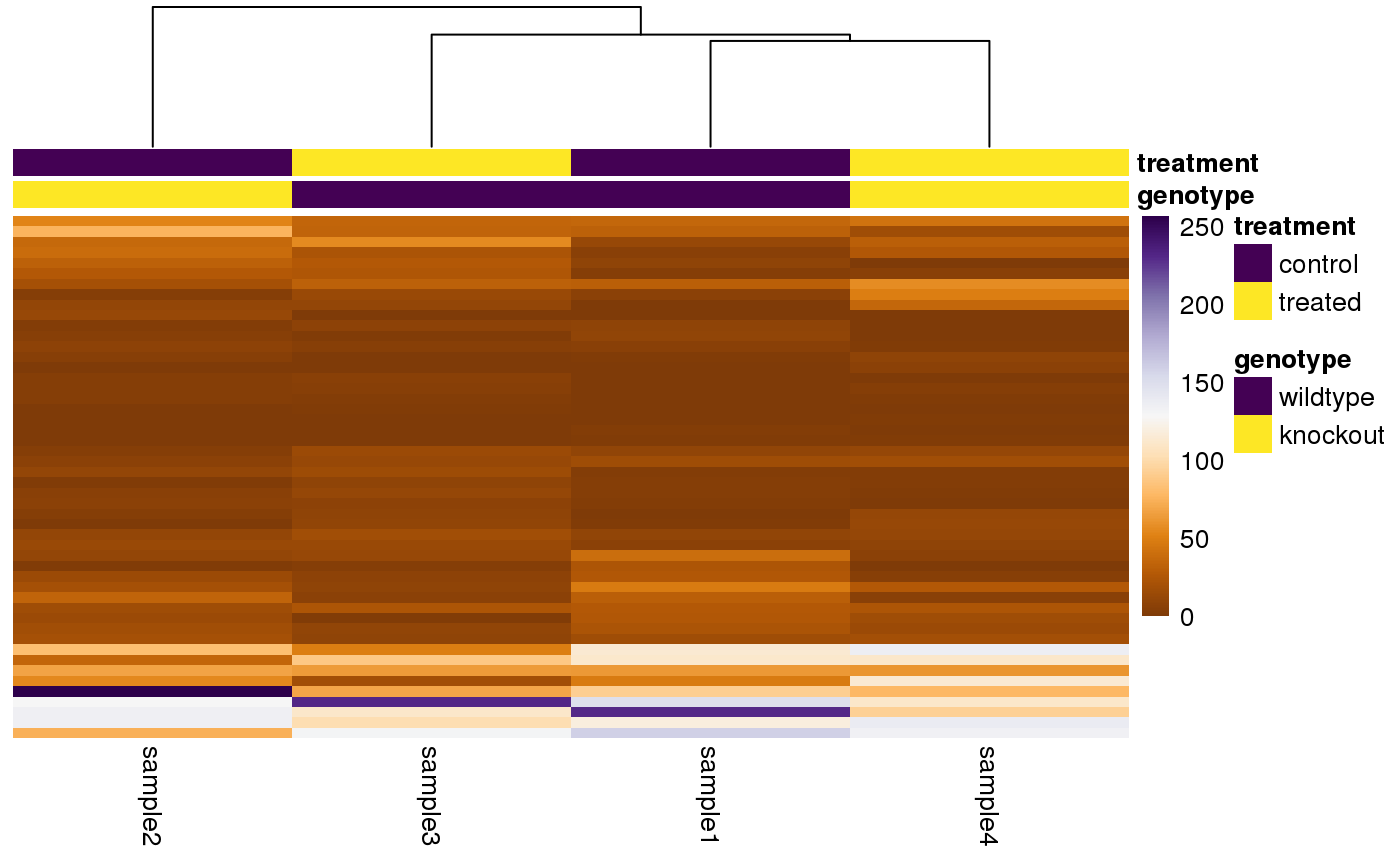 treatment
genotype
250
200
150
100
50
0
treatment
control
treated
genotype
wildtype
knockout
sample2
sample3
sample1
sample4